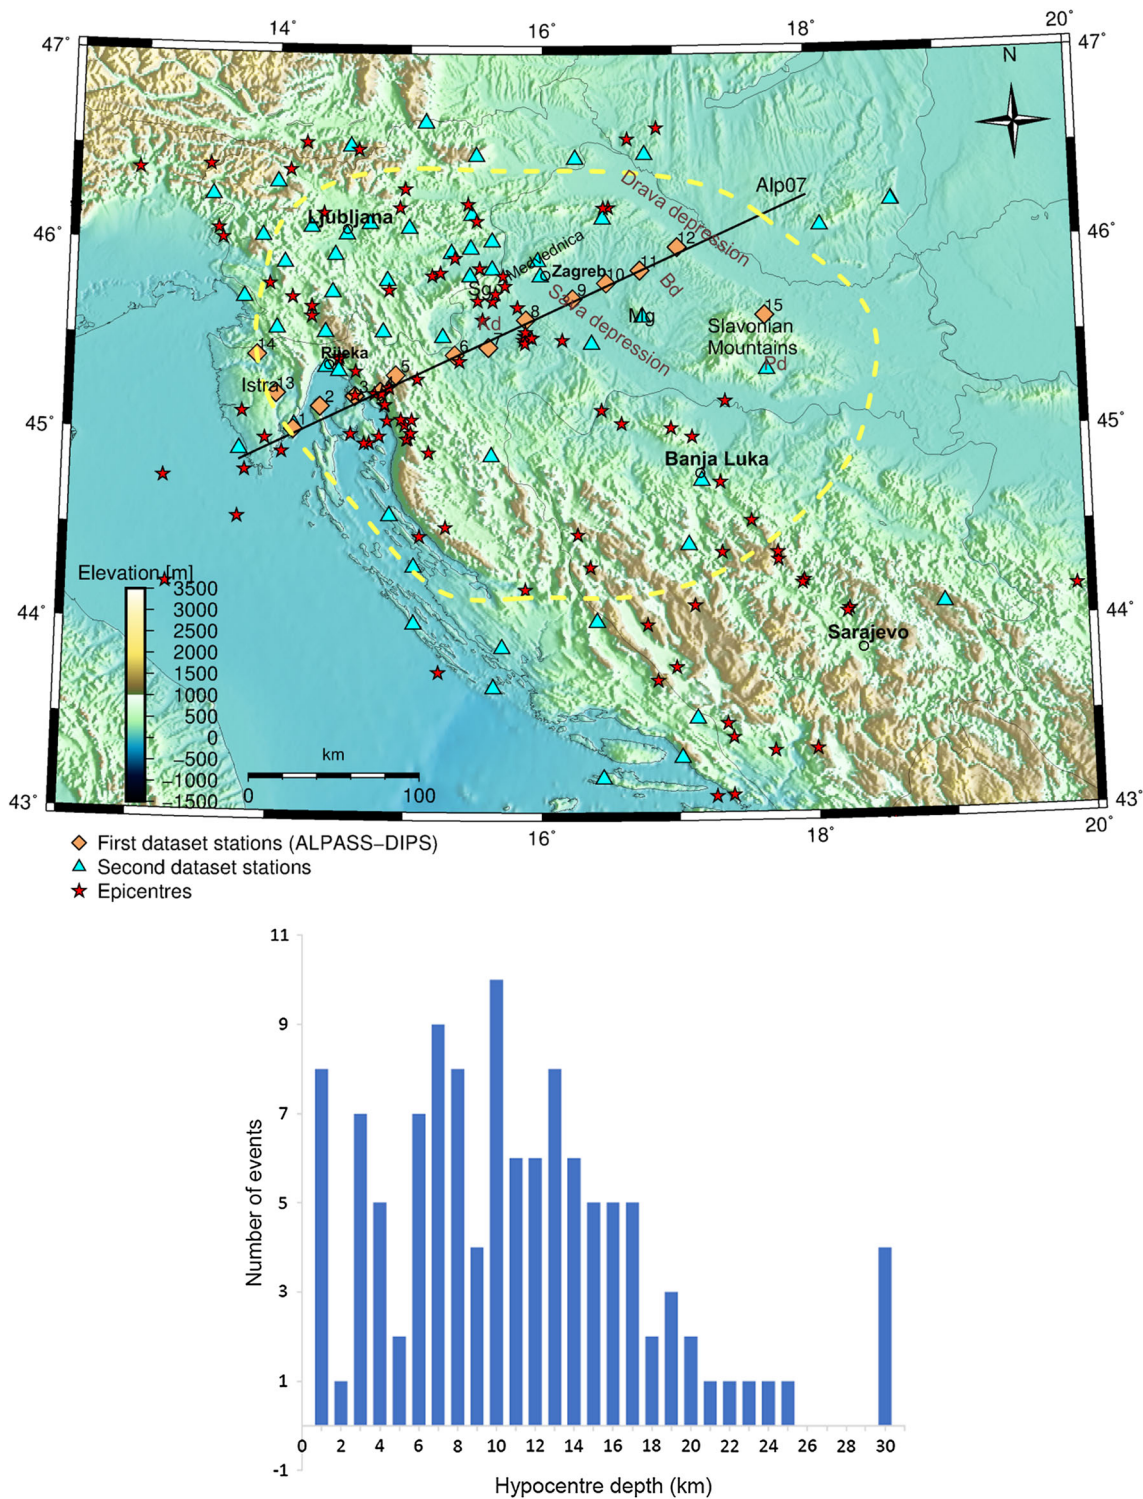 14°
16°
18°
20°
47°
47°
N
Alp07
Drava depression
12
Ljubljana
46°
46°
Medvednica
Zagreb
11
10
Bd
9
Sgo
Sava depression
8
Mg
15
Slavonian
Mountains
Kd
7
6
Pd
14
Rijeka
5
Istra
13
3
4
2
1
45°
45°
Banja Luka
Elevation [m]
3500
3000
2500
2000
1500
1000
500
0
−500
−1000
−1500
44°
44°
Sarajevo
km
0
100
43°
43°
16°
18°
20°
First dataset stations (ALPASS−DIPS)
Second dataset stations
Epicentres
11
9
7
5
3
1
-1
Number of events
0 2 4 6 8 10 12 14 16 18 20 22 24 26 28 30
Hypocentre depth (km)